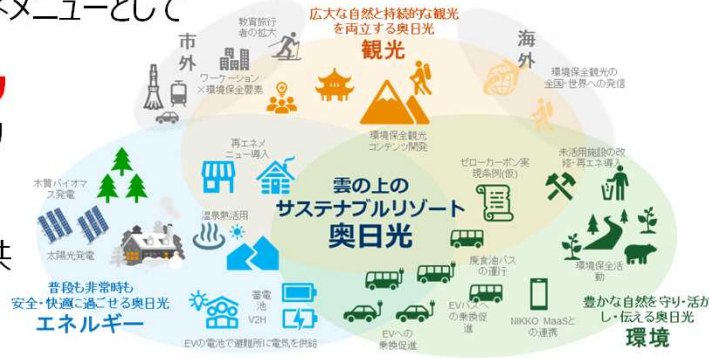 メニューとして
共
広大な自然と持続的な観光
を両立する奥日光
観光
市
外
海
外
教育旅行
者の拡大
ワーケーション
×環境保全要素
環境保全観光の
全国・世界への発信
環境保全観光
コンテンツ開発
再エネメ
ニュー導入
木質バイオマ
ス発電
太陽光発電
温泉熱活用
雲の上の
サステナブルリゾート
奥日光
ゼローカーボン実
現条例(仮)
未活用施設の改
修・再エネ導入
廃食油バス
の運行
環境保全活
動
普段も非常時も
安全・快適に過ごせる奥日光
エネルギー
蓄電
池
V2H
EVの電池で避難所に電気を供給
EVへの
乗換促進
EVバスへ
の乗換促
進
NIKKO MaaSと
の連携
豊かな自然を守り・活か
し・伝える奥日光
環境